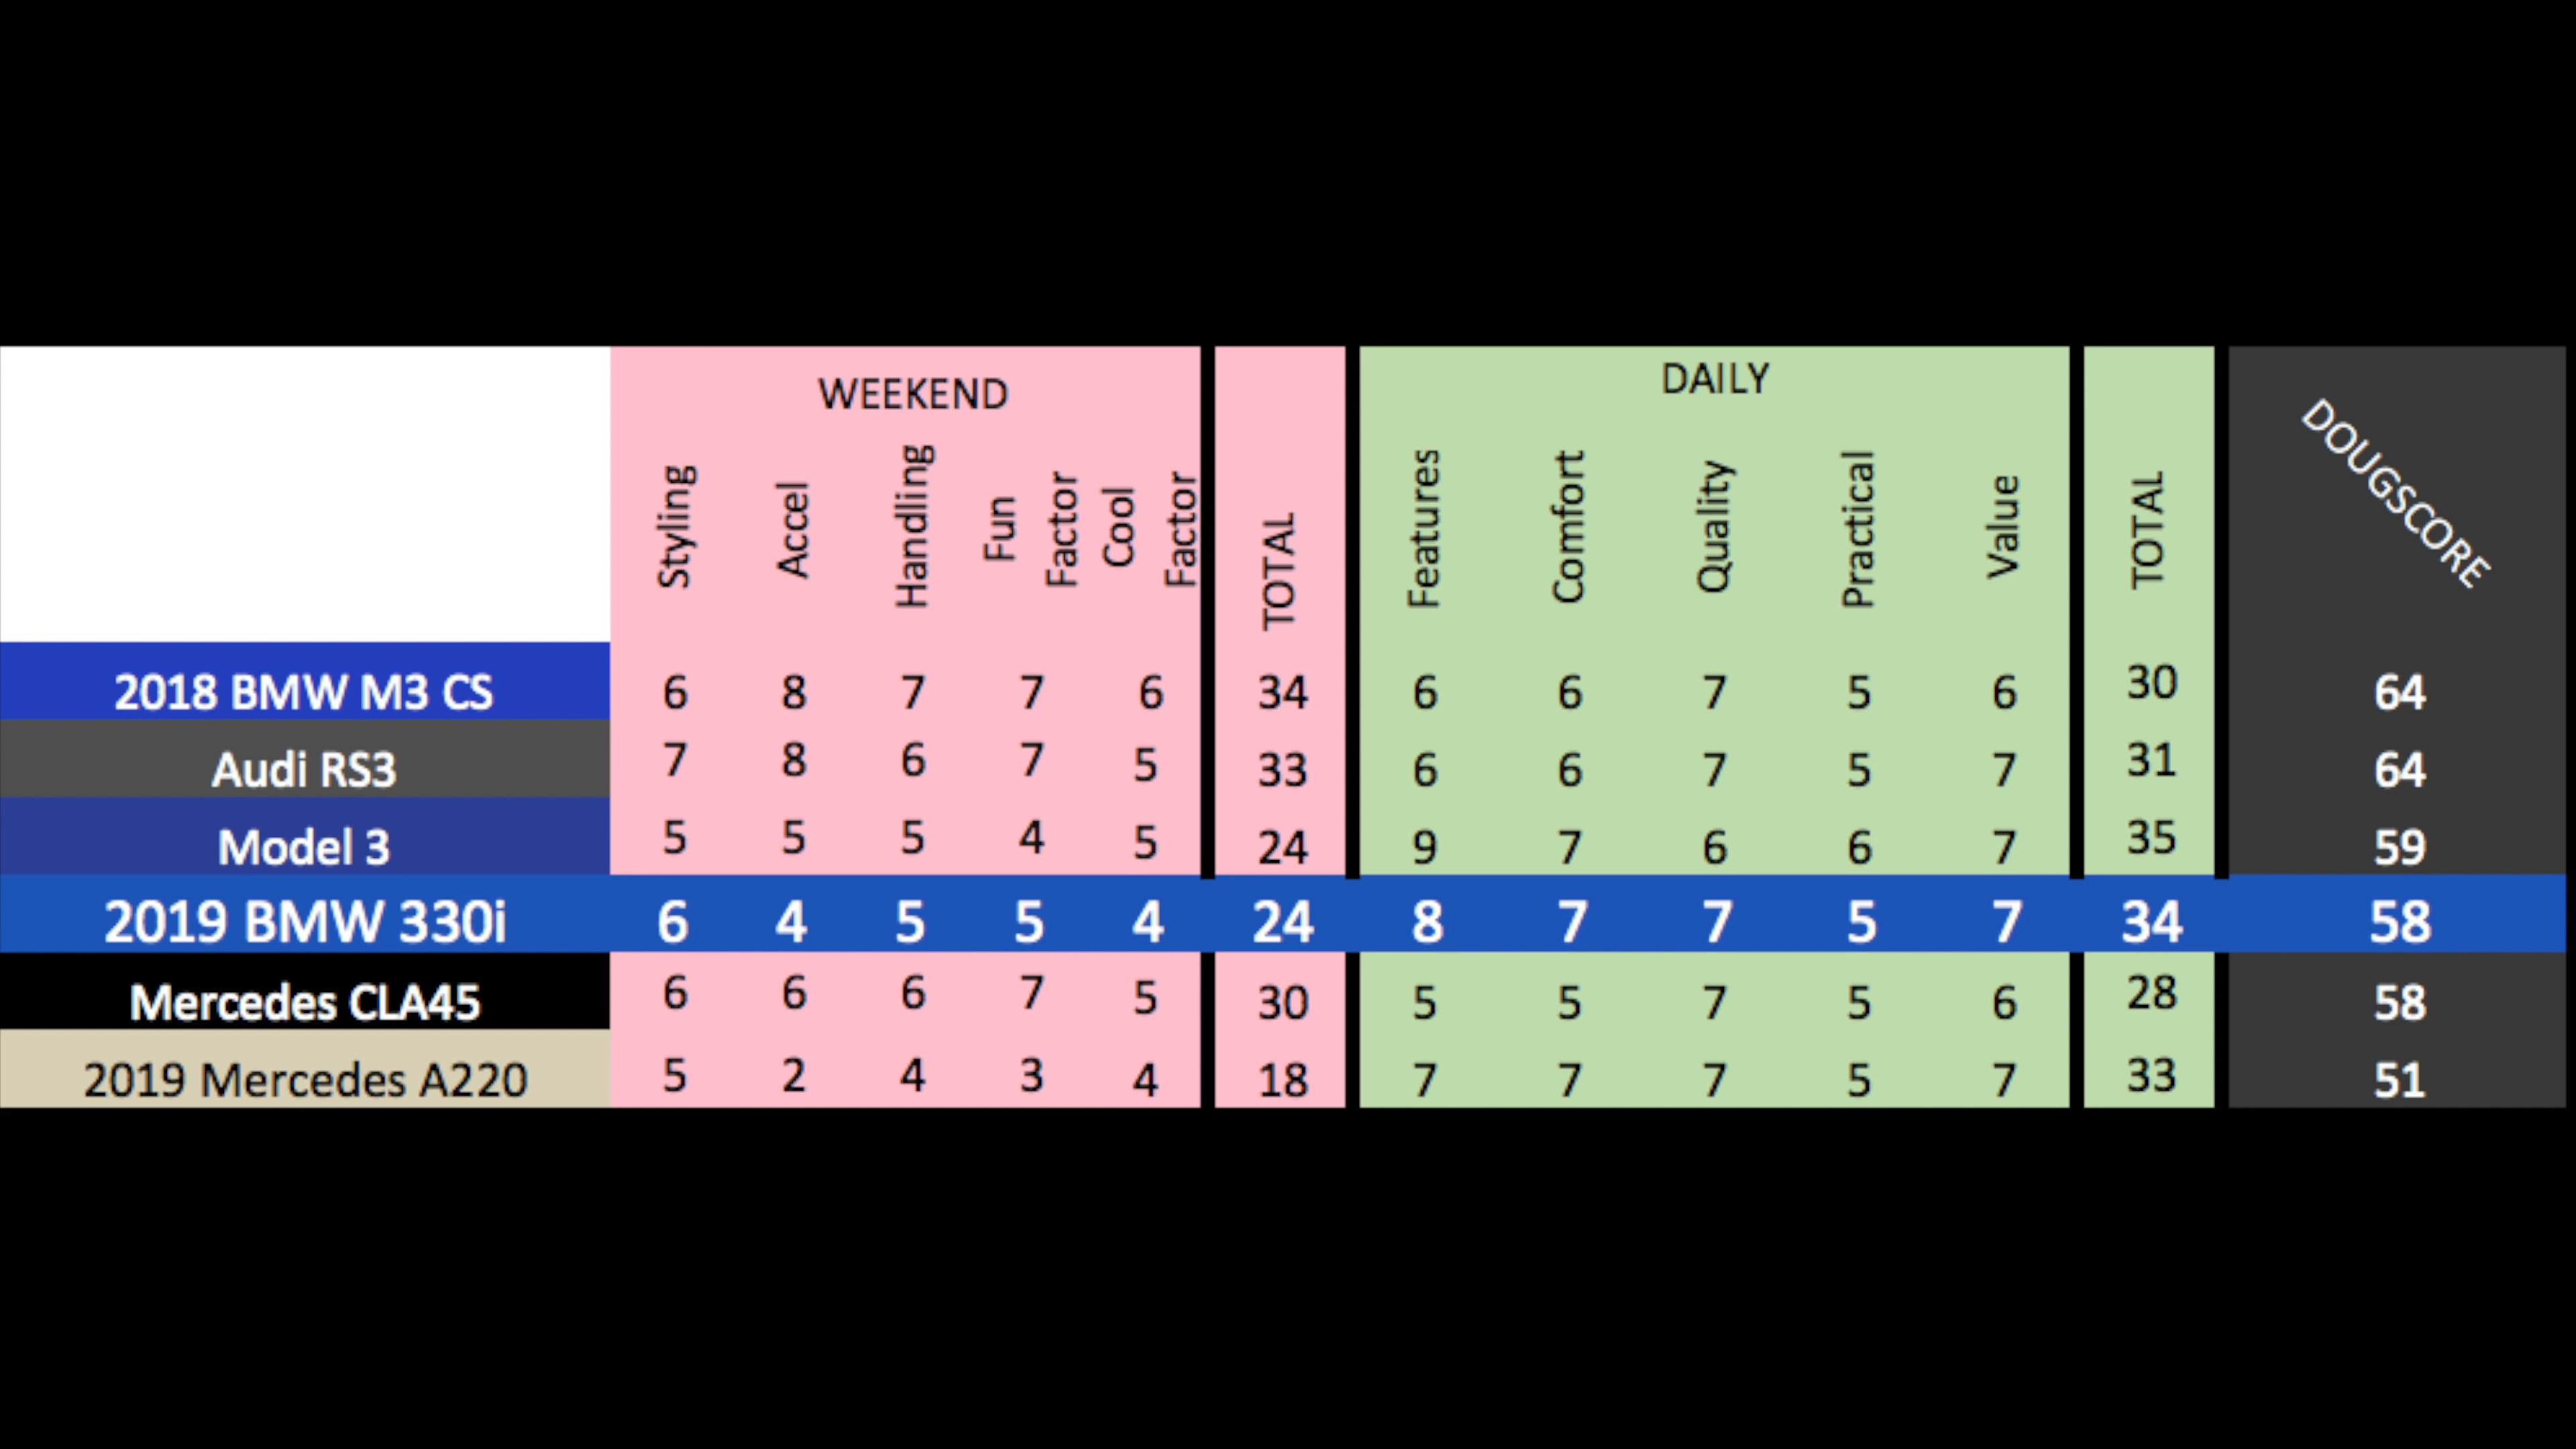 WEEKEND DAILY
Styling Accel Handling Fun Factor Cool Factor TOTAL Features Comfort Quality Practical Value TOTAL DOUGSCORE
2018 BMW M3 CS 6 8 7 7 6 34 6 6 7 5 6 30 64
Audi RS3 7 8 6 7 5 33 6 6 7 5 7 31 64
Model 3 5 5 5 4 5 24 9 7 6 6 7 35 59
2019 BMW 330i 6 4 5 5 4 24 8 7 7 5 7 34 58
Mercedes CLA45 6 6 6 7 5 30 5 5 7 5 6 28 58
2019 Mercedes A220 5 2 4 3 4 18 7 7 7 5 7 33 51